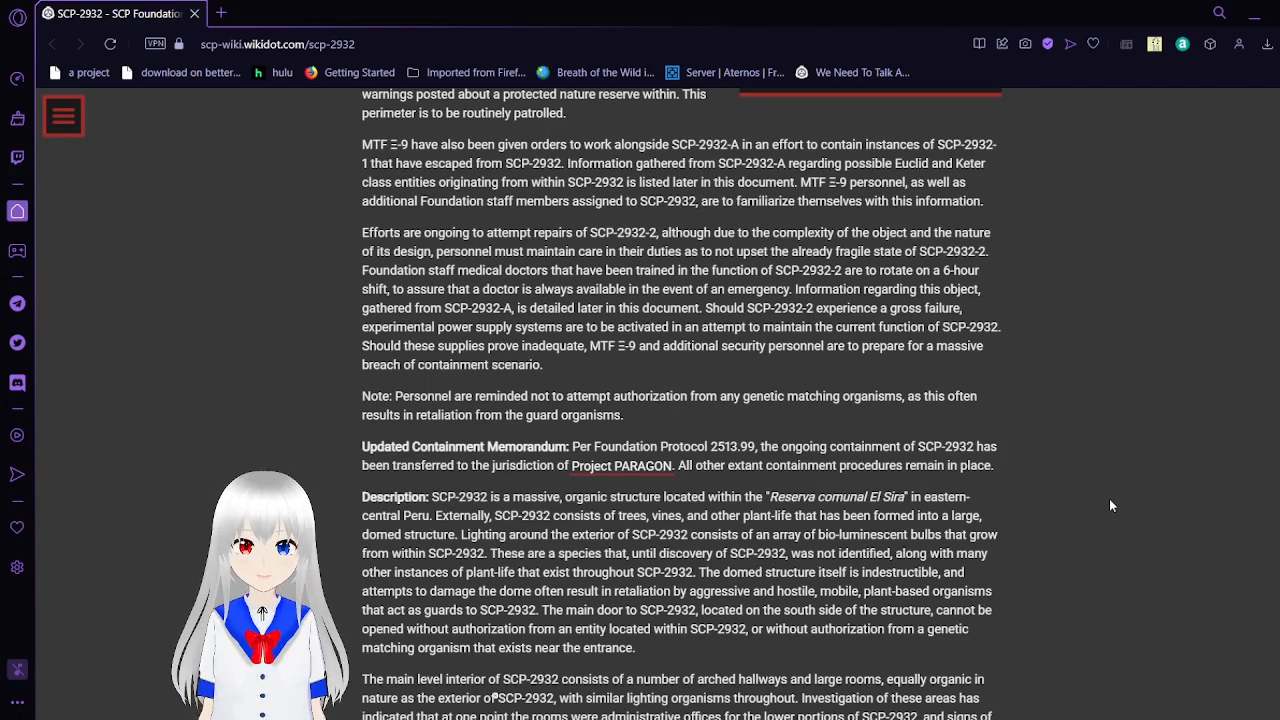 SCP-2932 - SCP Foundatio
scp-wiki.wikidot.com/scp-2932
VPN
a project
download on better...
hulu
Getting Started
Imported from Firef...
Breath of the Wild i...
Server | Aternos | Fr...
We Need To Talk A...
warnings posted about a protected nature reserve within. This
perimeter is to be routinely patrolled.
MTF Ξ-9 have also been given orders to work alongside SCP-2932-A in an effort to contain instances of SCP-2932-
1 that have escaped from SCP-2932. Information gathered from SCP-2932-A regarding possible Euclid and Keter
class entities originating from within SCP-2932 is listed later in this document. MTF Ξ-9 personnel, as well as
additional Foundation staff members assigned to SCP-2932, are to familiarize themselves with this information.
Efforts are ongoing to attempt repairs of SCP-2932-2, although due to the complexity of the object and the nature
of its design, personnel must maintain care in their duties as to not upset the already fragile state of SCP-2932-2.
Foundation staff medical doctors that have been trained in the function of SCP-2932-2 are to rotate on a 6-hour
shift, to assure that a doctor is always available in the event of an emergency. Information regarding this object,
gathered from SCP-2932-A, is detailed later in this document. Should SCP-2932-2 experience a gross failure,
experimental power supply systems are to be activated in an attempt to maintain the current function of SCP-2932.
Should these supplies prove inadequate, MTF Ξ-9 and additional security personnel are to prepare for a massive
breach of containment scenario.
Note: Personnel are reminded not to attempt authorization from any genetic matching organisms, as this often
results in retaliation from the guard organisms.
Updated Containment Memorandum: Per Foundation Protocol 2513.99, the ongoing containment of SCP-2932 has
been transferred to the jurisdiction of Project PARAGON. All other extant containment procedures remain in place.
Description: SCP-2932 is a massive, organic structure located within the "Reserva comunal El Sira" in eastern-
central Peru. Externally, SCP-2932 consists of trees, vines, and other plant-life that has been formed into a large,
domed structure. Lighting around the exterior of SCP-2932 consists of an array of bio-luminescent bulbs that grow
from within SCP-2932. These are a species that, until discovery of SCP-2932, was not identified, along with many
other instances of plant-life that exist throughout SCP-2932. The domed structure itself is indestructible, and
attempts to damage the dome often result in retaliation by aggressive and hostile, mobile, plant-based organisms
that act as guards to SCP-2932. The main door to SCP-2932, located on the south side of the structure, cannot be
opened without authorization from an entity located within SCP-2932, or without authorization from a genetic
matching organism that exists near the entrance.
The main level interior of SCP-2932 consists of a number of arched hallways and large rooms, equally organic in
nature as the exterior of SCP-2932, with similar lighting organisms throughout. Investigation of these areas has
indicated that at one point the rooms were administrative offices for the lower portions of SCP-2932, and signs of